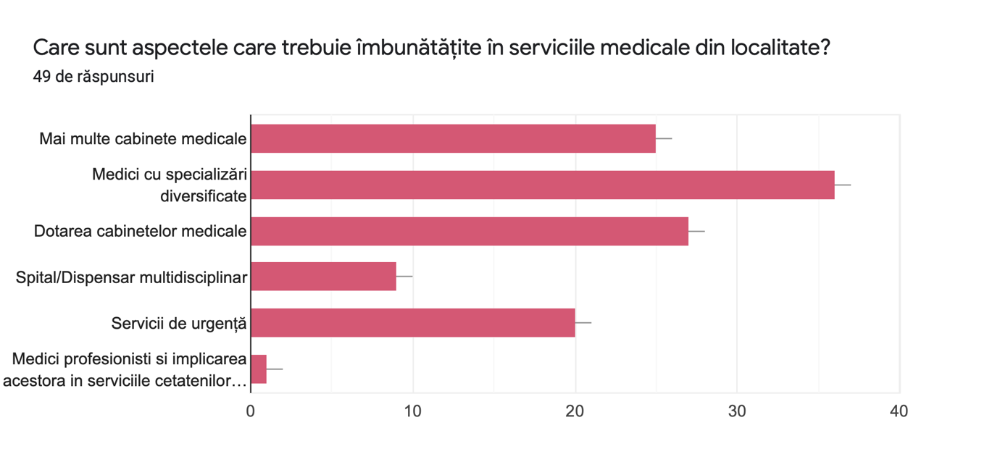 Care sunt aspectele care trebuie îmbunătățite în serviciile medicale din localitate?
49 de răspunsuri
Mai multe cabinete medicale
Medici cu specializări
diversificate
Dotarea cabinetelor medicale
Spital/Dispensar multidisciplinar
Servicii de urgență
Medici profesionisti si implicarea
acestora in serviciile cetatenilor…
0 10 20 30 40